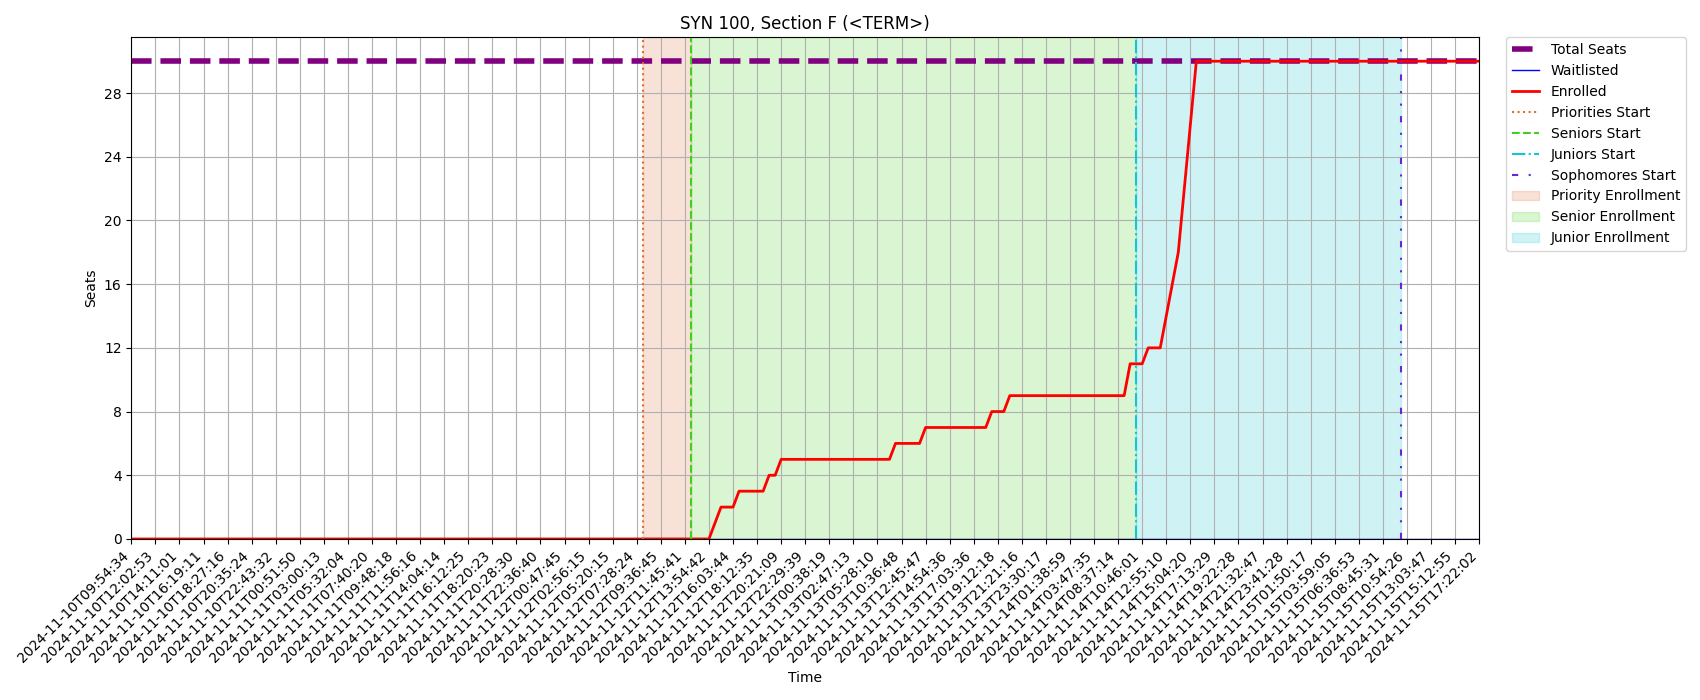 SYN 100, Section F (<TERM>)
Total Seats
Waitlisted
Enrolled
Priorities Start
Seniors Start
Juniors Start
Sophomores Start
Priority Enrollment
Senior Enrollment
Junior Enrollment
Seats
28
24
20
16
12
8
4
0
2024-11-10T09:54:34
2024-11-10T12:02:53
2024-11-10T14:11:01
2024-11-10T16:19:11
2024-11-10T18:27:16
2024-11-10T20:35:24
2024-11-10T22:43:32
2024-11-11T00:51:50
2024-11-11T03:00:13
2024-11-11T05:32:04
2024-11-11T07:40:20
2024-11-11T09:48:18
2024-11-11T11:56:16
2024-11-11T14:04:14
2024-11-11T16:12:25
2024-11-11T18:20:23
2024-11-11T20:28:30
2024-11-11T22:36:40
2024-11-12T00:47:45
2024-11-12T02:56:15
2024-11-12T05:20:15
2024-11-12T07:28:24
2024-11-12T09:36:45
2024-11-12T11:45:41
2024-11-12T13:54:42
2024-11-12T16:03:44
2024-11-12T18:12:35
2024-11-12T20:21:09
2024-11-12T22:29:39
2024-11-13T00:38:19
2024-11-13T02:47:13
2024-11-13T05:28:10
2024-11-13T10:36:48
2024-11-13T12:45:47
2024-11-13T14:54:36
2024-11-13T17:03:36
2024-11-13T19:12:18
2024-11-13T21:21:16
2024-11-13T23:30:17
2024-11-14T01:38:59
2024-11-14T03:47:35
2024-11-14T08:37:14
2024-11-14T10:46:01
2024-11-14T12:55:10
2024-11-14T15:04:20
2024-11-14T17:13:29
2024-11-14T19:22:28
2024-11-14T21:32:47
2024-11-14T23:41:28
2024-11-15T01:50:17
2024-11-15T03:59:05
2024-11-15T06:36:53
2024-11-15T08:45:31
2024-11-15T10:54:26
2024-11-15T13:03:47
2024-11-15T15:12:55
2024-11-15T17:22:02
Time